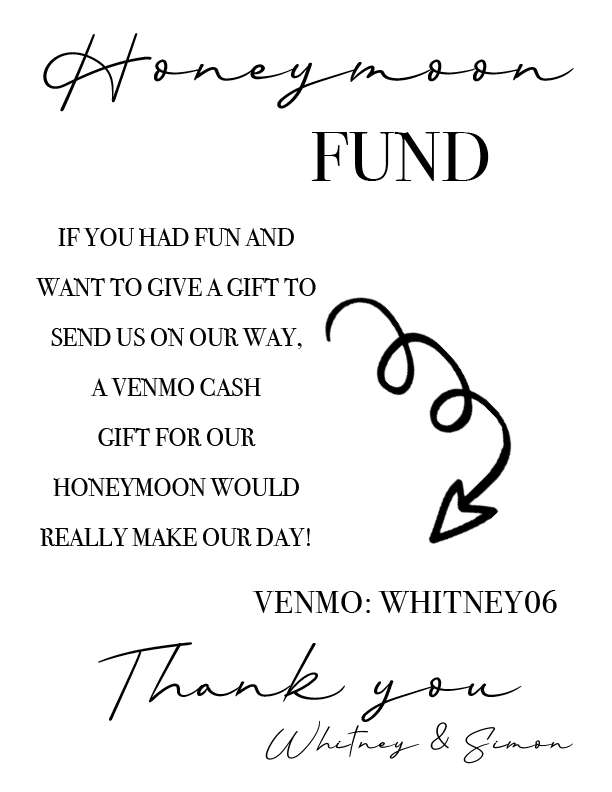 Honeymoon
FUND
IF YOU HAD FUN AND
WANT TO GIVE A GIFT TO
SEND US ON OUR WAY,
A VENMO CASH
GIFT FOR OUR
HONEYMOON WOULD
REALLY MAKE OUR DAY!
VENMO: WHITNEY06
Thank you
Whitney & Simon